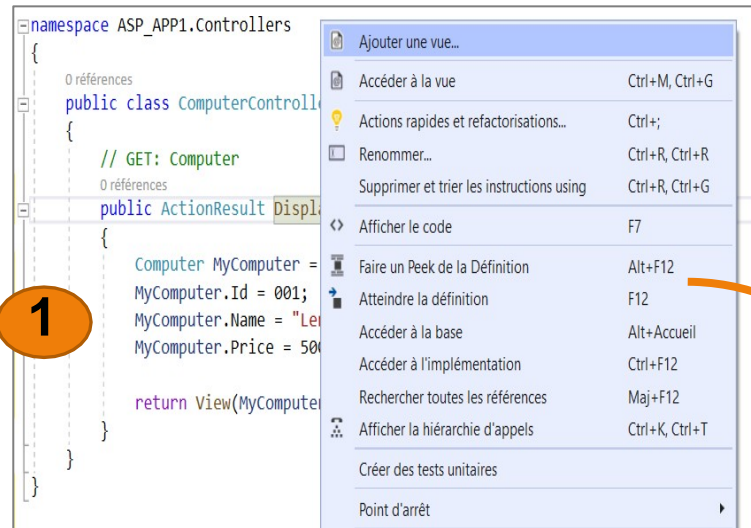 namespace ASP_APP1.Controllers
{
0 références
public class ComputerControlle
{
// GET: Computer
0 références
public ActionResult Displa
{
Computer MyComputer =
MyComputer.Id = 001;
MyComputer.Name = "Len
MyComputer.Price = 500
return View(MyComputer
}
}
}
1
Ajouter une vue...
Accéder à la vue Ctrl+M, Ctrl+G
Actions rapides et refactorisations... Ctrl+;
Renommer... Ctrl+R, Ctrl+R
Supprimer et trier les instructions using Ctrl+R, Ctrl+G
Afficher le code F7
Faire un Peek de la Définition Alt+F12
Atteindre la définition F12
Accéder à la base Alt+Accueil
Accéder à l'implémentation Ctrl+F12
Rechercher toutes les références Maj+F12
Afficher la hiérarchie d'appels Ctrl+K, Ctrl+T
Créer des tests unitaires
Point d'arrêt